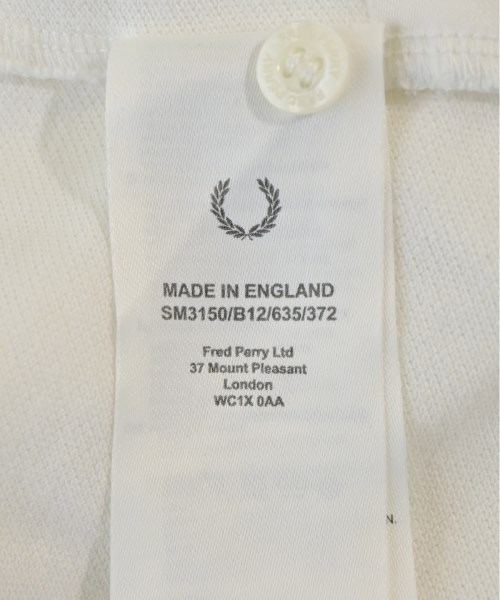 MADE IN ENGLAND
SM3150/B12/635/372
Fred Perry Ltd
37 Mount Pleasant
London
WC1X 0AA
N.